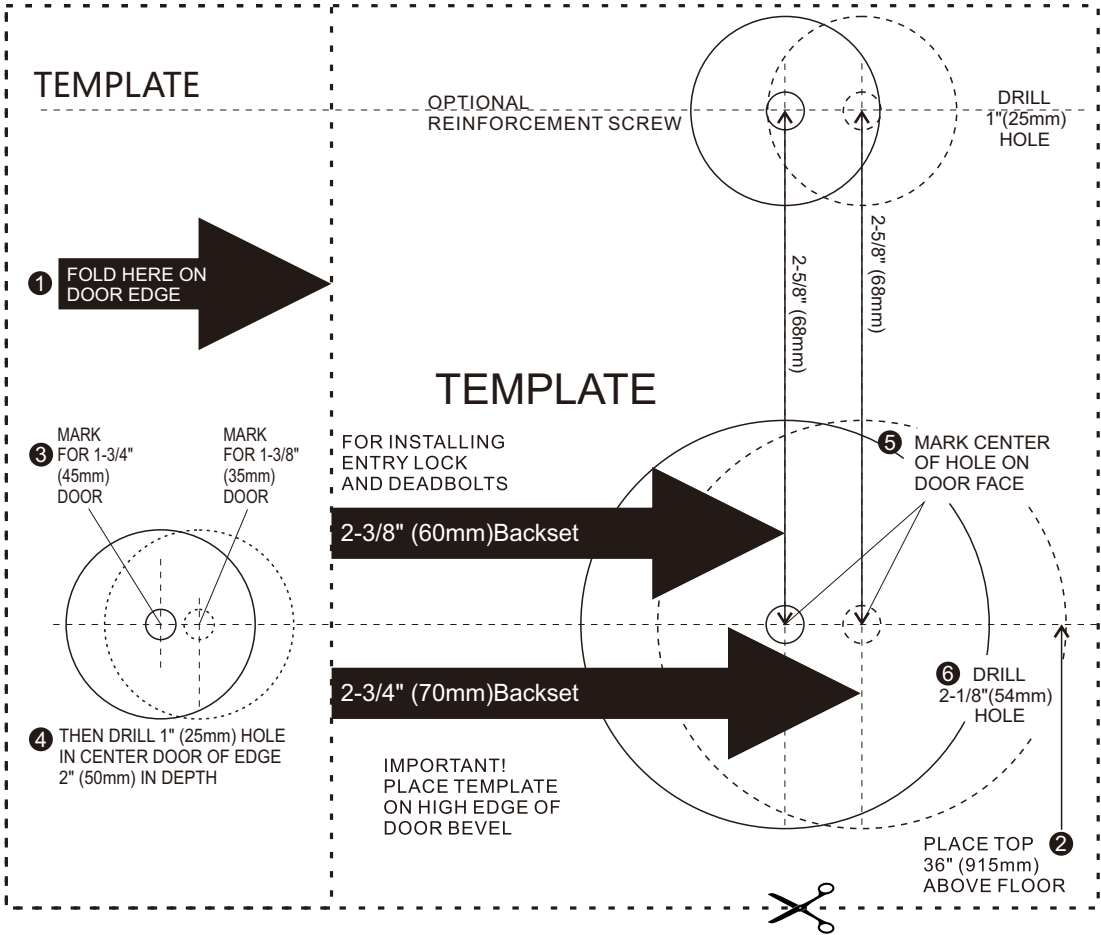 TEMPLATE
OPTIONAL
REINFORCEMENT SCREW
DRILL
1"(25mm)
HOLE
1 FOLD HERE ON
DOOR EDGE
2-5/8" (68mm)
2-5/8" (68mm)
TEMPLATE
3 MARK
FOR 1-3/4"
(45mm)
DOOR
MARK
FOR 1-3/8"
(35mm)
DOOR
FOR INSTALLING
ENTRY LOCK
AND DEADBOLTS
5 MARK CENTER
OF HOLE ON
DOOR FACE
2-3/8" (60mm)Backset
2-3/4" (70mm)Backset
6 DRILL
2-1/8"(54mm)
HOLE
4 THEN DRILL 1" (25mm) HOLE
IN CENTER DOOR OF EDGE
2" (50mm) IN DEPTH
IMPORTANT!
PLACE TEMPLATE
ON HIGH EDGE OF
DOOR BEVEL
PLACE TOP 2
36" (915mm)
ABOVE FLOOR